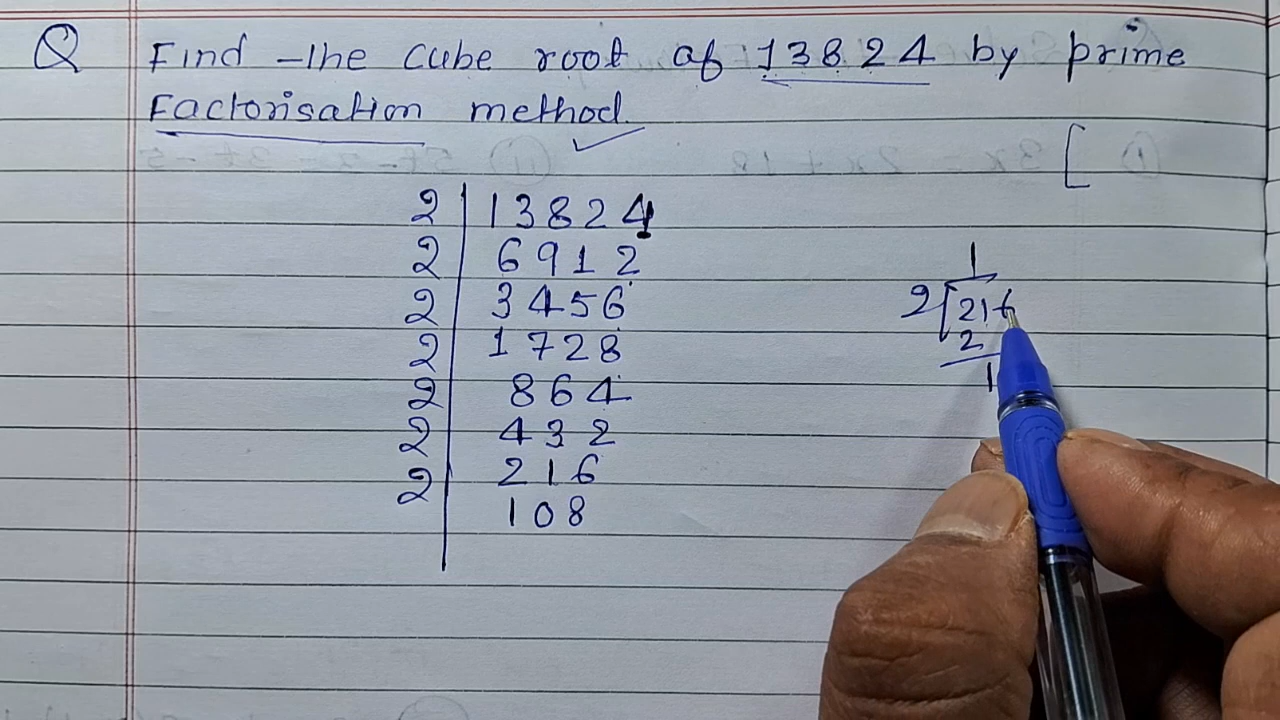 Q Find the cube root of 13824 by prime
Factorisation method.
2 | 13824
2 | 6912
2 | 3456
2 | 1728
2 | 864
2 | 432
2 | 216
108
1
2 216
2
1